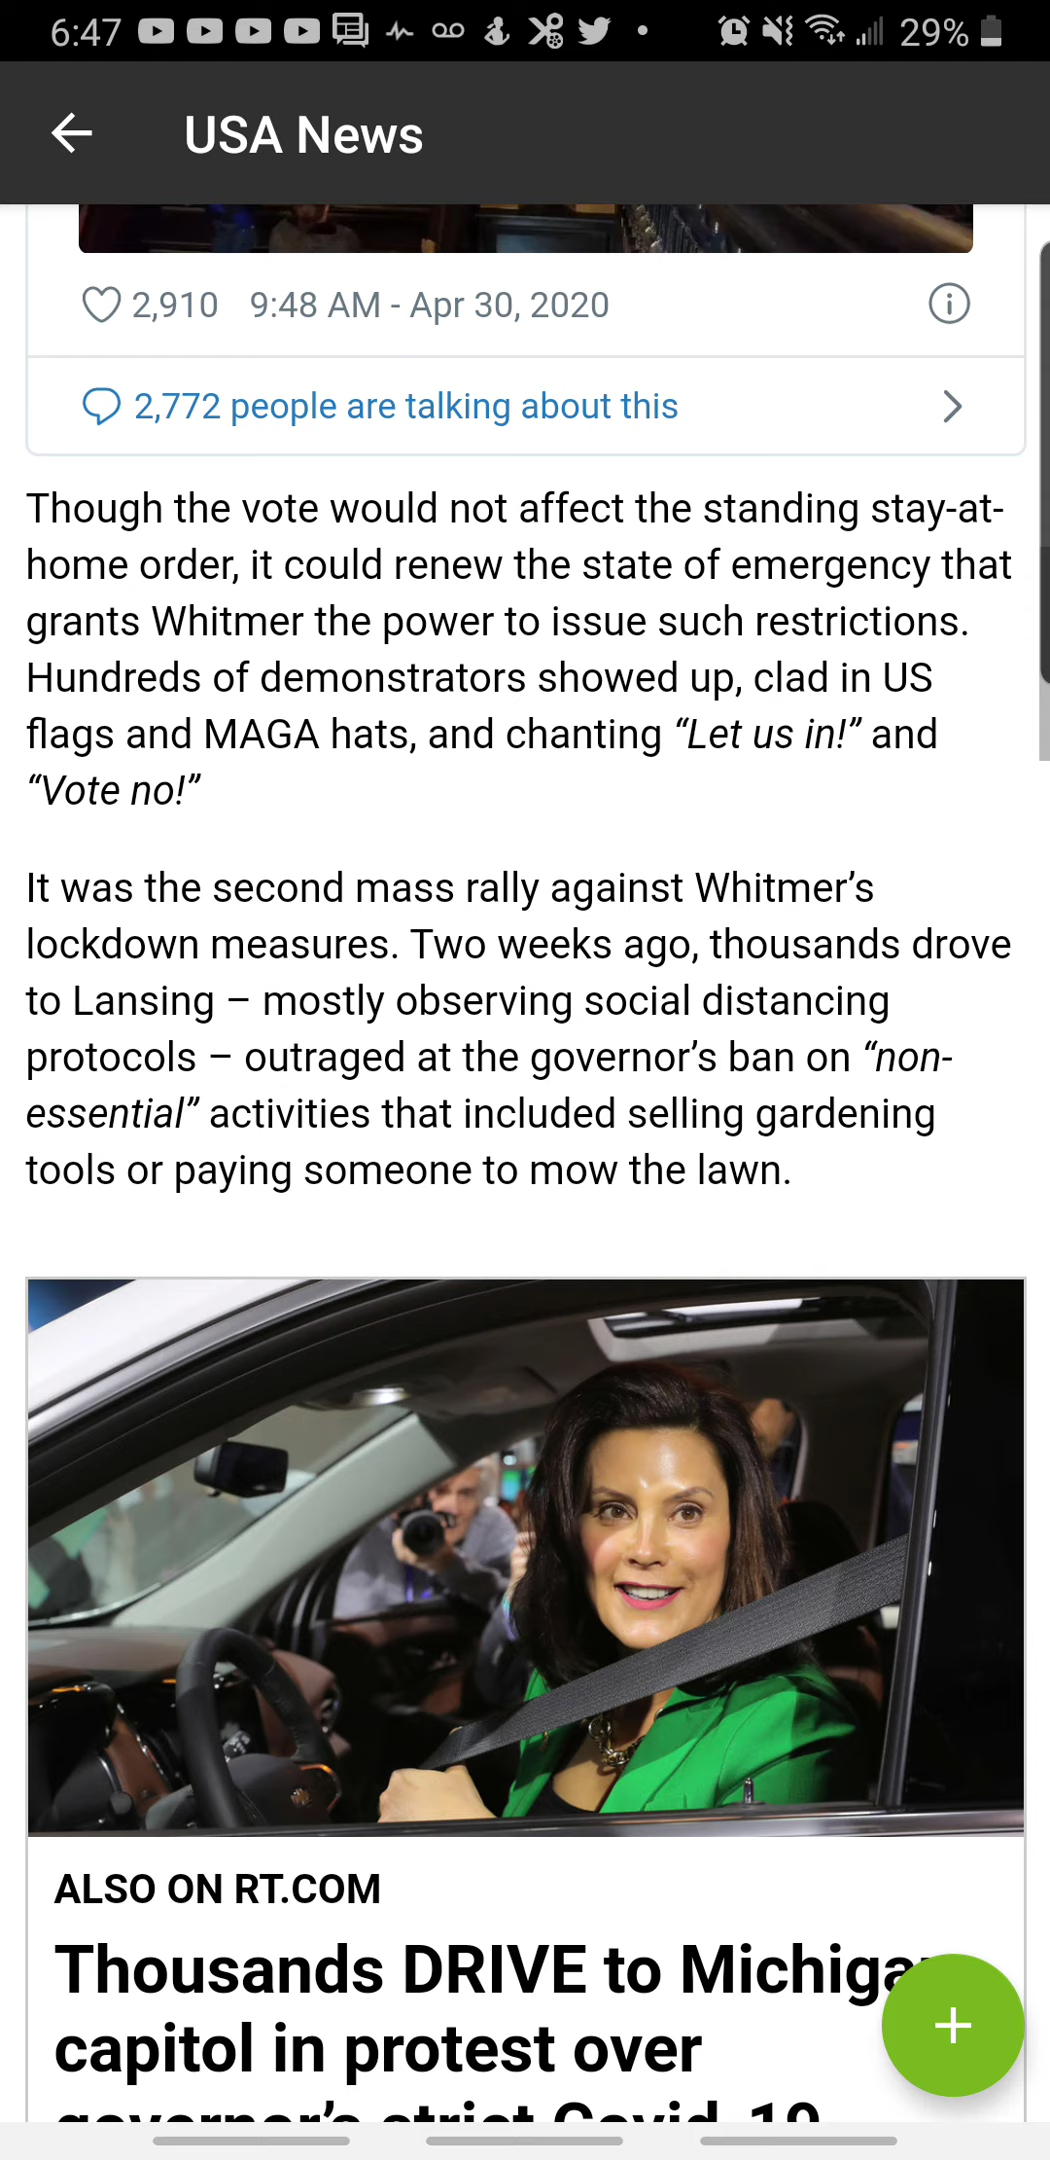 6:47
29%
USA News
2,910 9:48 AM - Apr 30, 2020
2,772 people are talking about this
Though the vote would not affect the standing stay-at-
home order, it could renew the state of emergency that
grants Whitmer the power to issue such restrictions.
Hundreds of demonstrators showed up, clad in US
flags and MAGA hats, and chanting “Let us in!” and
“Vote no!”
It was the second mass rally against Whitmer’s
lockdown measures. Two weeks ago, thousands drove
to Lansing – mostly observing social distancing
protocols – outraged at the governor’s ban on “non-
essential” activities that included selling gardening
tools or paying someone to mow the lawn.
ALSO ON RT.COM
Thousands DRIVE to Michigan
capitol in protest over
governor’s strict Covid-19